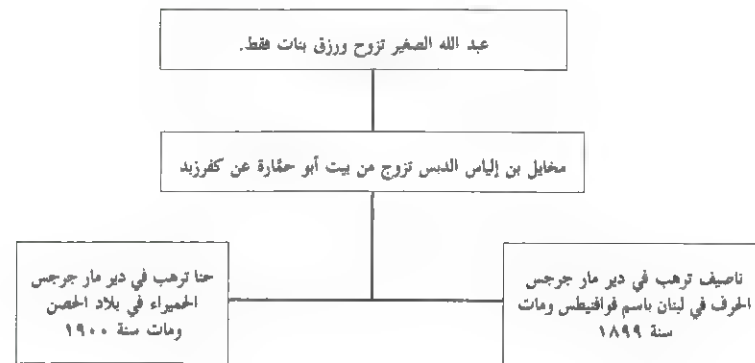 عبد الله الصغير تزوج ورزق بنات فقط.
مخايل بن إلياس الدبس تزوج من بيت أبو حمّارة عن كفرزبد
ناصيف ترهب في دير مار جرجس
الحرف في لبنان باسم قوافنيطس ومات
سنة ١٨٩٩
حنا ترهب في دير مار جرجس
الحميراء في بلاد الحصن
ومات سنة ١٩٠٠